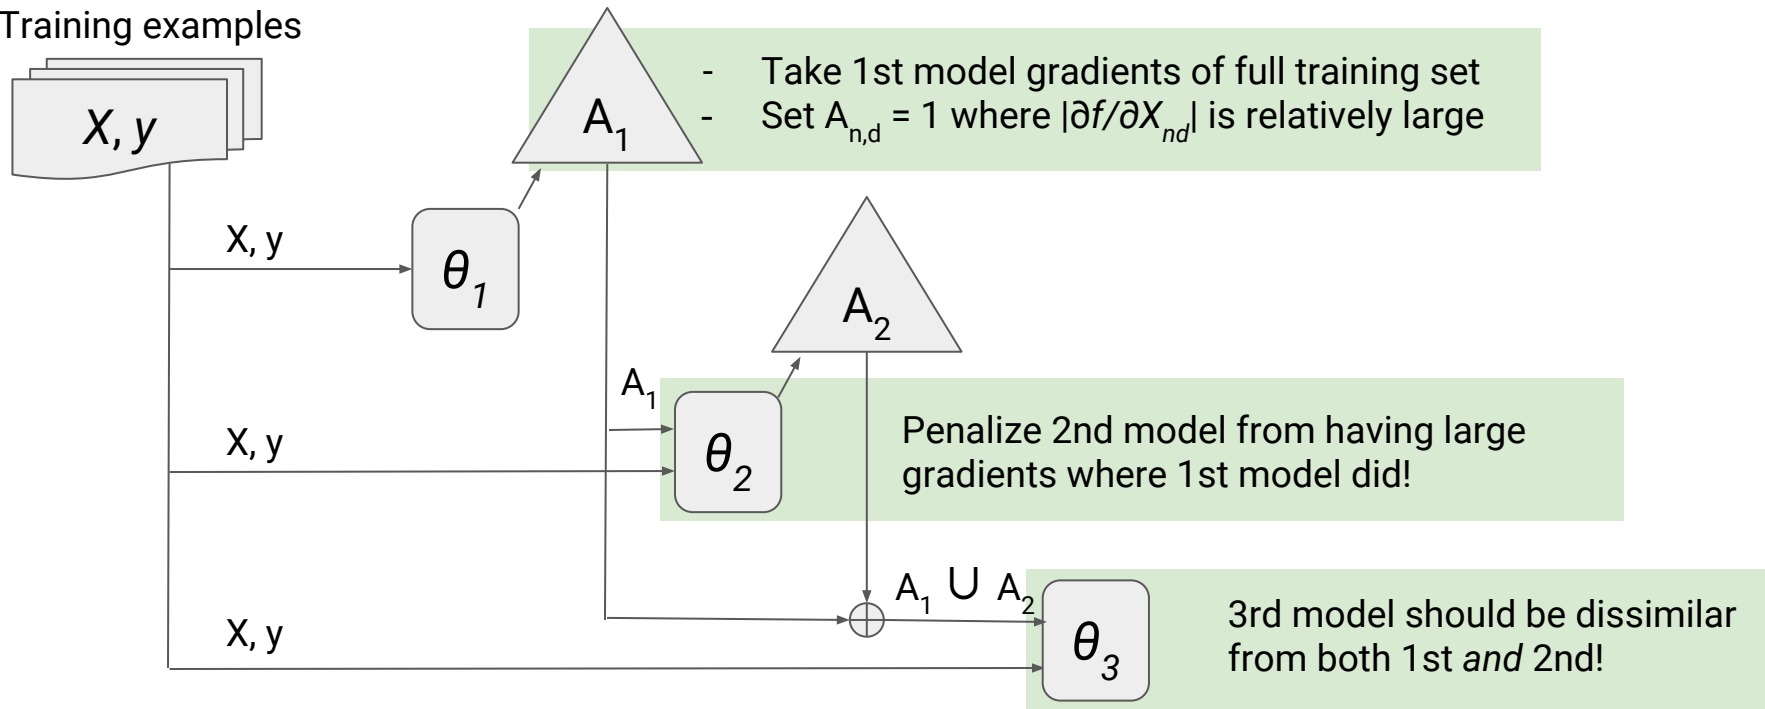 Training examples
X, y
A1
- Take 1st model gradients of full training set
- Set An,d = 1 where |∂f/∂Xnd| is relatively large
X, y
θ1
A2
A1
X, y
θ2
Penalize 2nd model from having large
gradients where 1st model did!
A1 ∪ A2
X, y
θ3
3rd model should be dissimilar
from both 1st and 2nd!